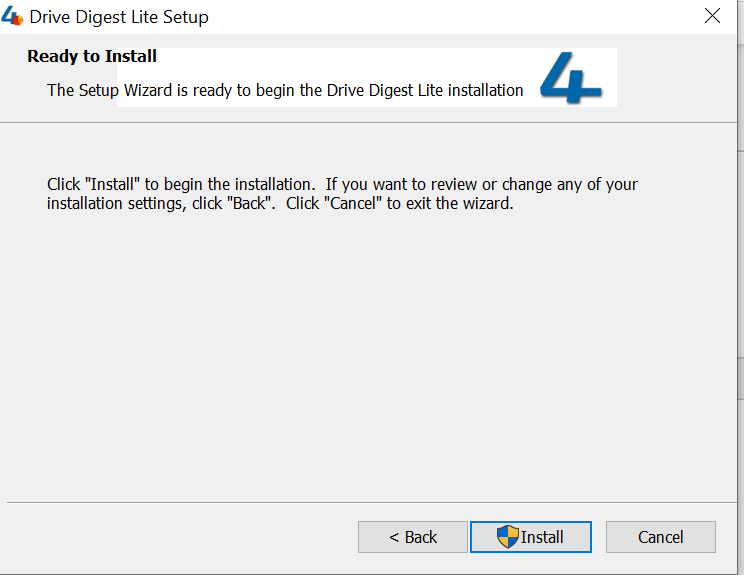 Drive Digest Lite Setup
Ready to Install
The Setup Wizard is ready to begin the Drive Digest Lite installation
4
Click "Install" to begin the installation.  If you want to review or change any of your
installation settings, click "Back".  Click "Cancel" to exit the wizard.
< Back
Install
Cancel